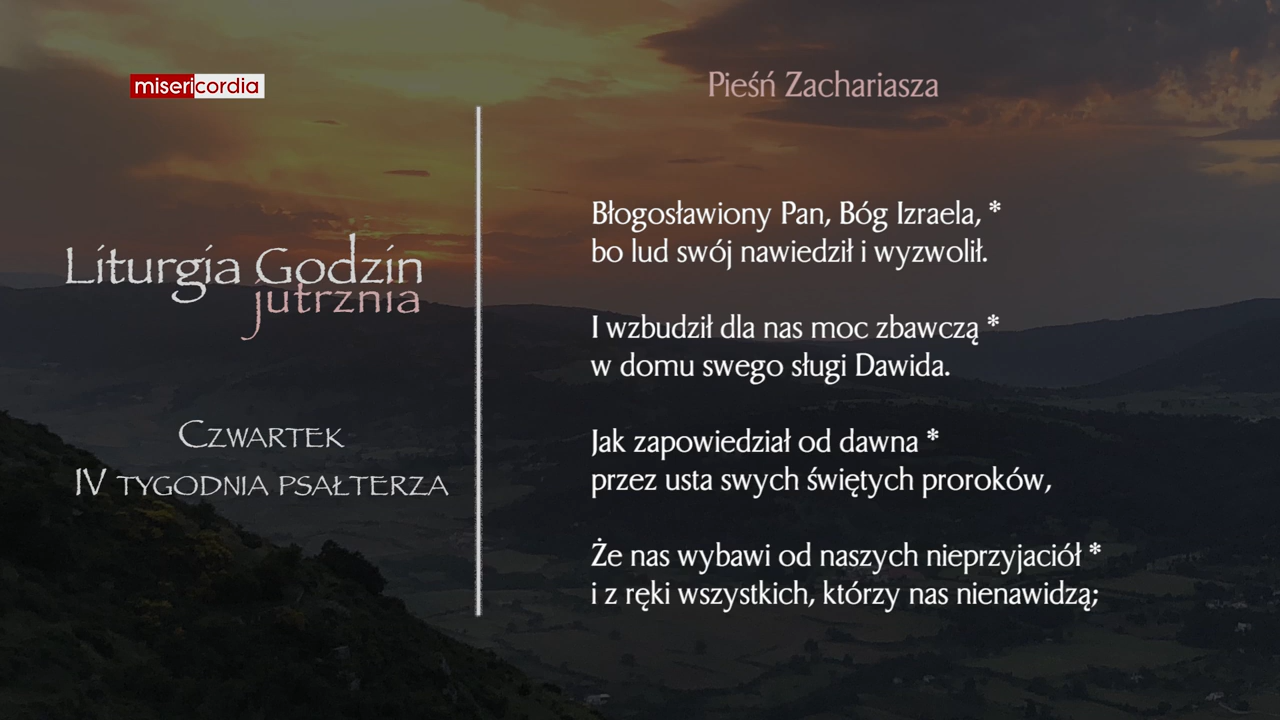 misericordia
Liturgia Godzin
jutrznia
Czwartek
IV tygodnia psałterza
Pieśń Zachariasza
Błogosławiony Pan, Bóg Izraela, *
bo lud swój nawiedził i wyzwolił.
I wzbudził dla nas moc zbawczą *
w domu swego sługi Dawida.
Jak zapowiedział od dawna *
przez usta swych świętych proroków,
Że nas wybawi od naszych nieprzyjaciół *
i z ręki wszystkich, którzy nas nienawidzą;